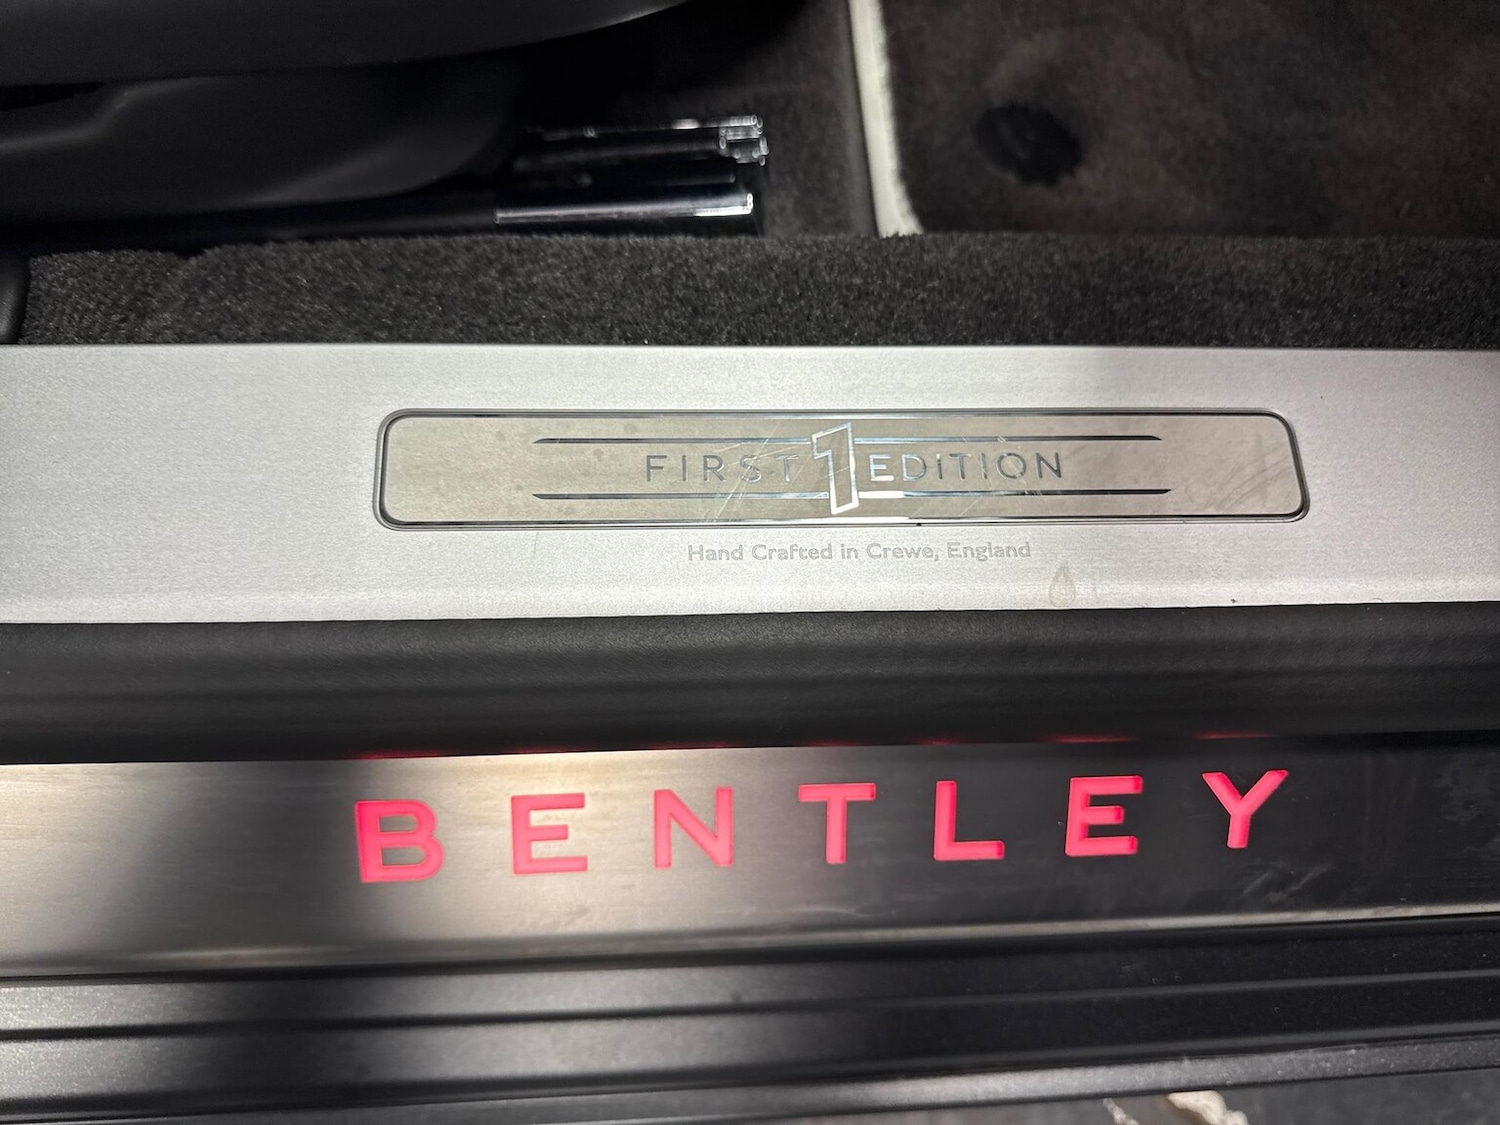 FIRST 1 EDITION
Hand Crafted in Crewe, England
BENTLEY